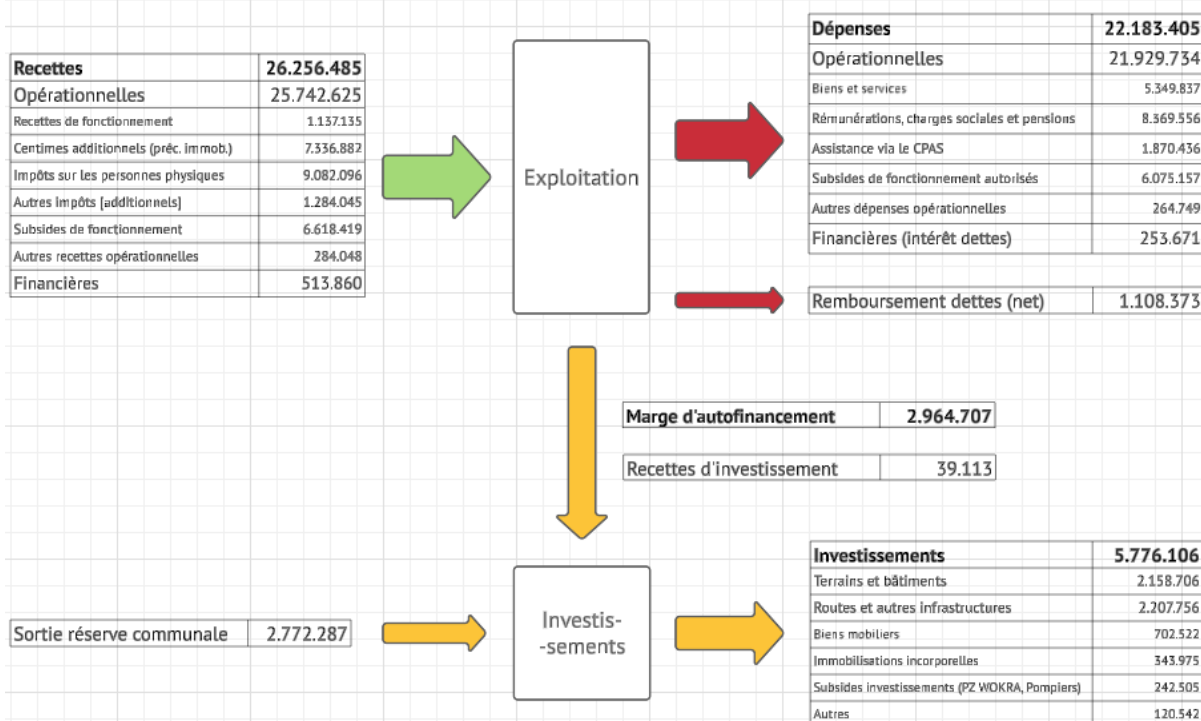 Recettes 26.256.485
Opérationnelles 25.742.625
Recettes de fonctionnement 1.137.135
Centimes additionnels (préc. immob.) 7.336.882
Impôts sur les personnes physiques 9.082.096
Autres impôts [additionnels] 1.284.045
Subsides de fonctionnement 6.618.419
Autres recettes opérationnelles 284.048
Financières 513.860
Exploitation
Dépenses 22.183.405
Opérationnelles 21.929.734
Biens et services 5.349.837
Rémunérations, charges sociales et pensions 8.369.556
Assistance via le CPAS 1.870.436
Subsides de fonctionnement autorisés 6.075.157
Autres dépenses opérationnelles 264.749
Financières (intérêt dettes) 253.671
Remboursement dettes (net) 1.108.373
Marge d'autofinancement 2.964.707
Recettes d'investissement 39.113
Sortie réserve communale 2.772.287
Investis-
-sements
Investissements 5.776.106
Terrains et bâtiments 2.158.706
Routes et autres infrastructures 2.207.756
Biens mobiliers 702.522
Immobilisations incorporelles 343.975
Subsides investissements (PZ WOKRA, Pompiers) 242.505
Autres 120.542